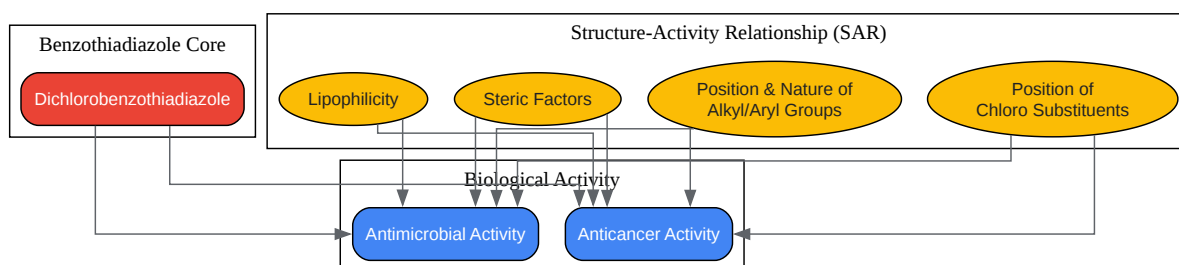 Benzothiadiazole Core
Dichlorobenzothiadiazole
Structure-Activity Relationship (SAR)
Lipophilicity
Steric Factors
Position & Nature of
Alkyl/Aryl Groups
Position of
Chloro Substituents
Biological Activity
Antimicrobial Activity
Anticancer Activity